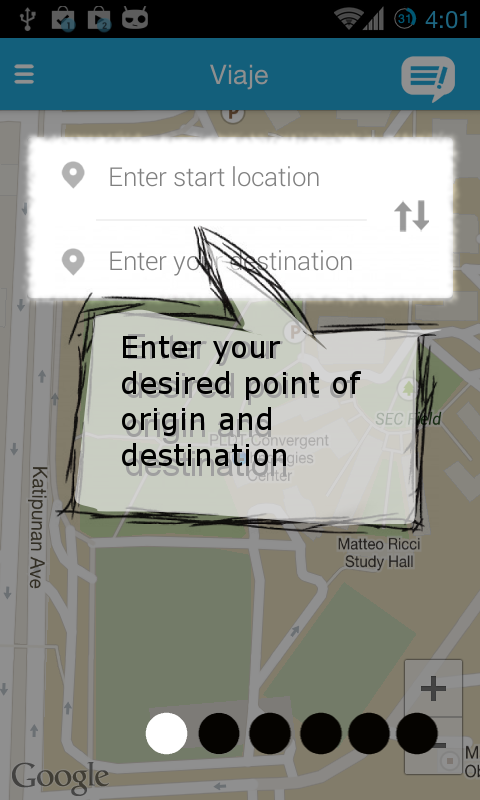 31 4:01
Viaje
P
Enter start location
Enter your destination
P
Enter your
desired point of
origin and
destination
SEC Field
PLDT Convergent
Technologies
Center
Katipunan Ave
Matteo Ricci
Study Hall
Google